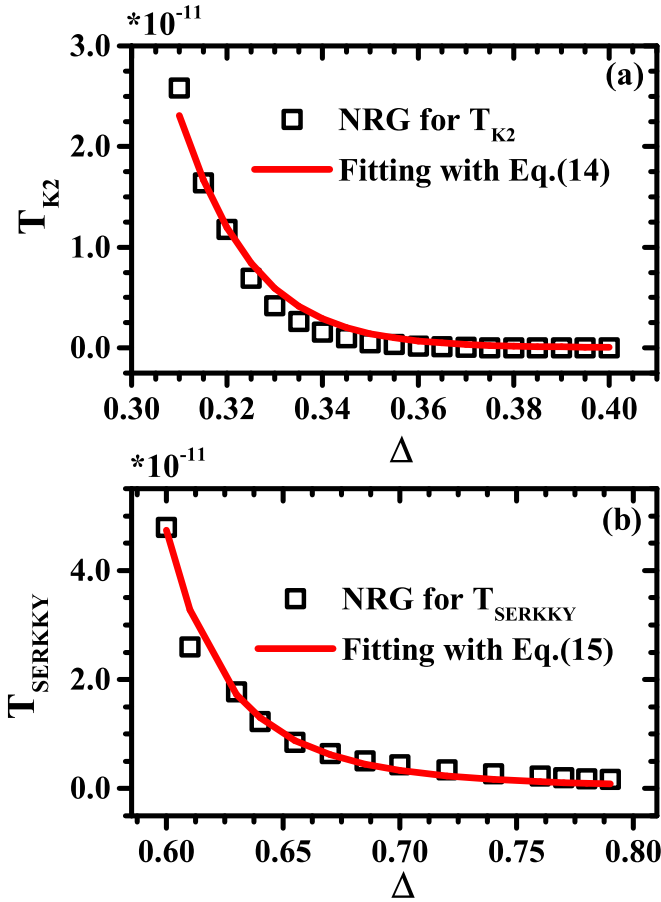 *10⁻¹¹
(a)
3.0
2.0
1.0
0.0
T_K2
NRG for T_K2
Fitting with Eq.(14)
0.30 0.32 0.34 0.36 0.38 0.40
Δ
*10⁻¹¹
(b)
4.0
2.0
0.0
T_SERKKY
NRG for T_SERKKY
Fitting with Eq.(15)
0.60 0.65 0.70 0.75 0.80
Δ